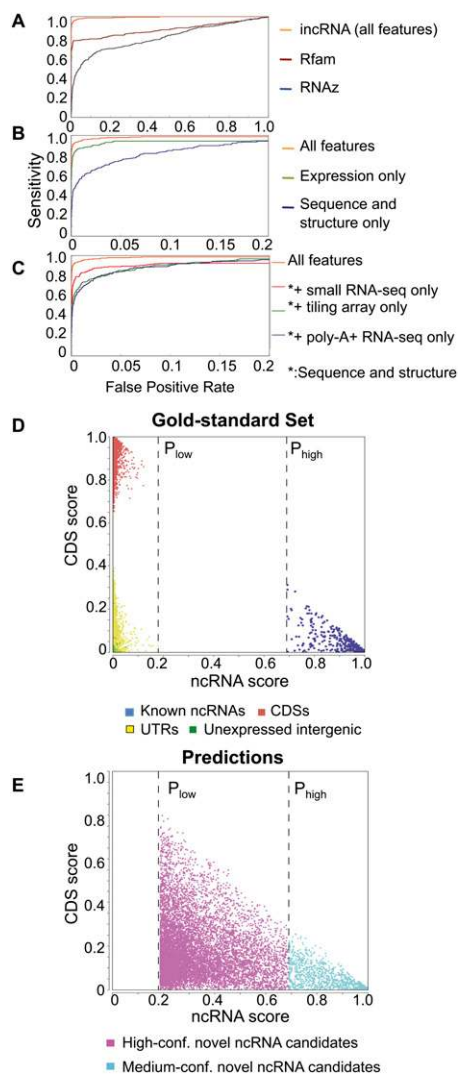 A
1.0
0.8
0.6
0.4
0.2
0
0
0.2
0.4
0.6
0.8
1.0
incRNA (all features)
Rfam
RNAz
B
1.0
0.8
0.6
0.4
0.2
0
0
0.05
0.1
0.15
0.2
Sensitivity
All features
Expression only
Sequence and
structure only
C
1.0
0.8
0.6
0.4
0.2
0
0
0.05
0.1
0.15
0.2
False Positive Rate
All features
*+ small RNA-seq only
*+ tiling array only
*+ poly-A+ RNA-seq only
*:Sequence and structure
D
Gold-standard Set
Plow
Phigh
CDS score
1.0
0.8
0.6
0.4
0.2
0
0
0.2
0.4
0.6
0.8
1.0
ncRNA score
Known ncRNAs
CDSs
UTRs
Unexpressed intergenic
E
Predictions
Plow
Phigh
CDS score
1.0
0.8
0.6
0.4
0.2
0
0
0.2
0.4
0.6
0.8
1.0
ncRNA score
High-conf. novel ncRNA candidates
Medium-conf. novel ncRNA candidates